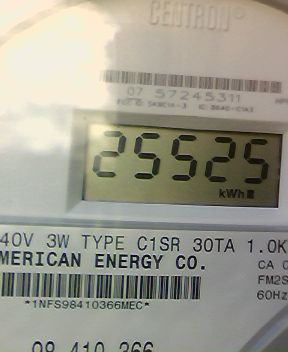 CENTRON®
07 57245311
25525
kWh
40V 3W TYPE C1SR 30TA 1.0K
MERICAN ENERGY CO.
CA 0
FM2S
60Hz
*1NFS98410366MEC*
98 410 366